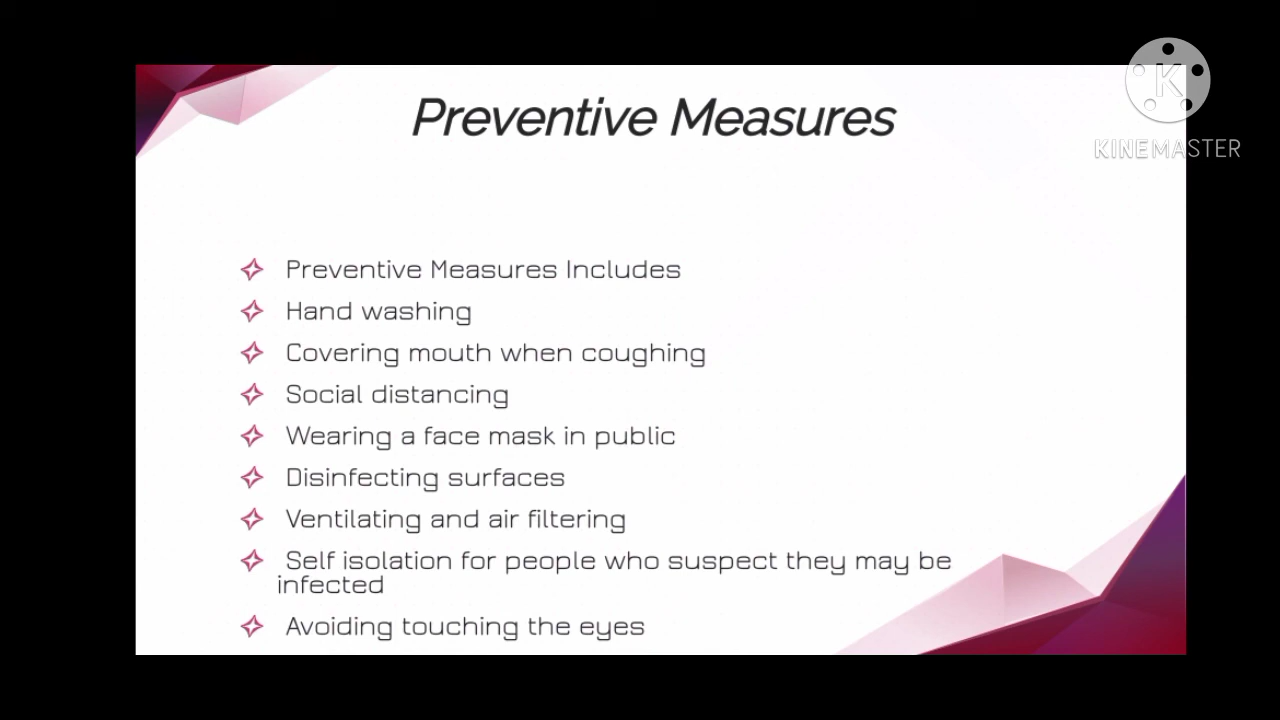 Preventive Measures
KINEMASTER
Preventive Measures Includes
Hand washing
Covering mouth when coughing
Social distancing
Wearing a face mask in public
Disinfecting surfaces
Ventilating and air filtering
Self isolation for people who suspect they may be
infected
Avoiding touching the eyes